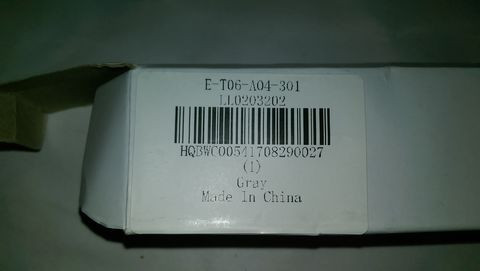 E-T06-A04-301
LL0203202
HQBWC00541708290027
(1)
Gray
Made In China